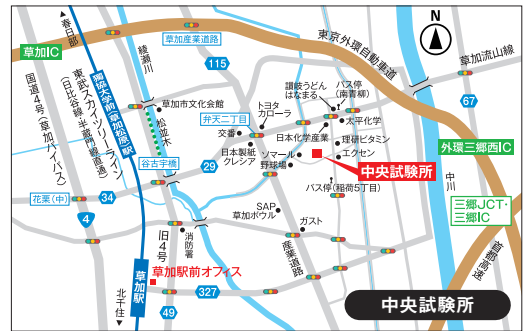 ▲春日部
草加IC
草加産業道路
綾瀬川
115
東京外環自動車道
N
草加流山線
67
国道4号(草加バイパス)
東武スカイツリーライン
(日比谷線・半蔵門線直通)
獨協大学前〈草加松原〉駅
松並木
草加市文化会館
弁天二丁目
トヨタ
カローラ
讃岐うどん
はなまる
バス停
(南青柳)
太平化学
交番
日本製紙
クレシア
日本化学産業
理研ビタミン
エクセン
外環三郷西IC
谷古宇橋
29
ソマール
野球場
中央試験所
花栗(中)
34
バス停(稲荷5丁目)
中川
三郷JCT・
三郷IC
4
旧4号
消防署
SAP
草加ボウル
ガスト
産業道路
首都高速
草加駅
草加駅前オフィス
北千住▼
49
327
中央試験所